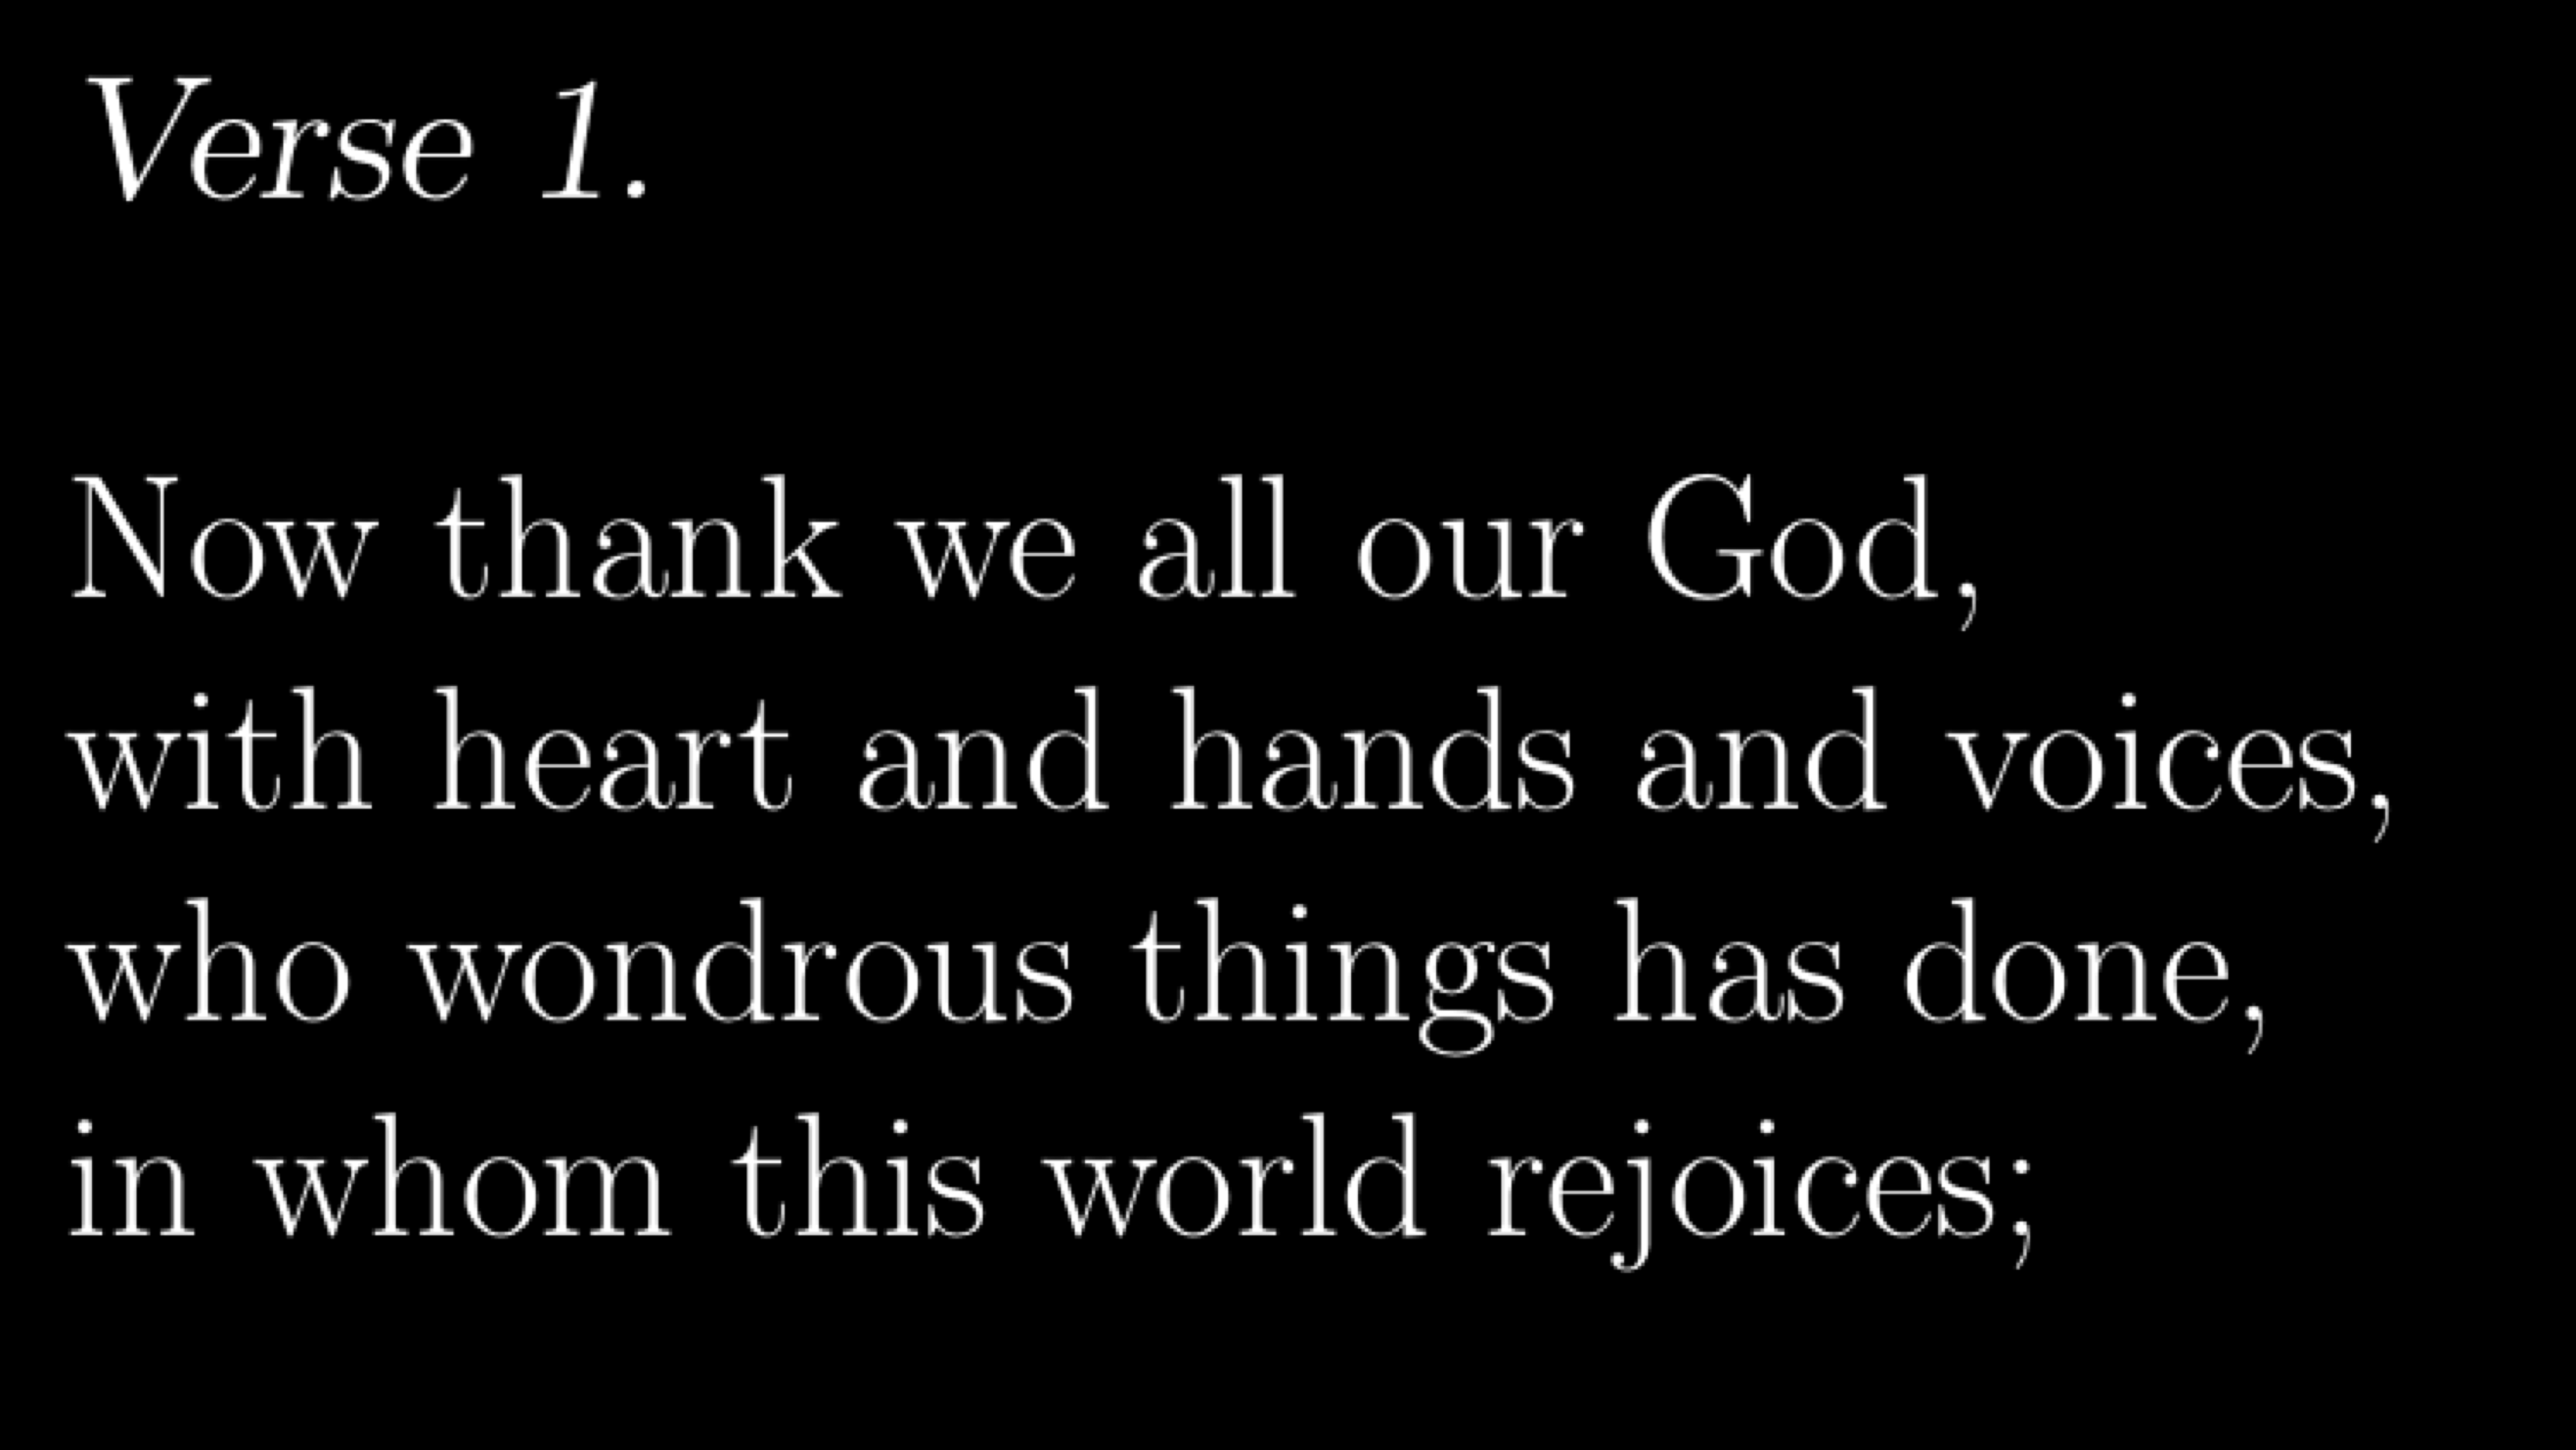 Verse 1.
Now thank we all our God,
with heart and hands and voices,
who wondrous things has done,
in whom this world rejoices;